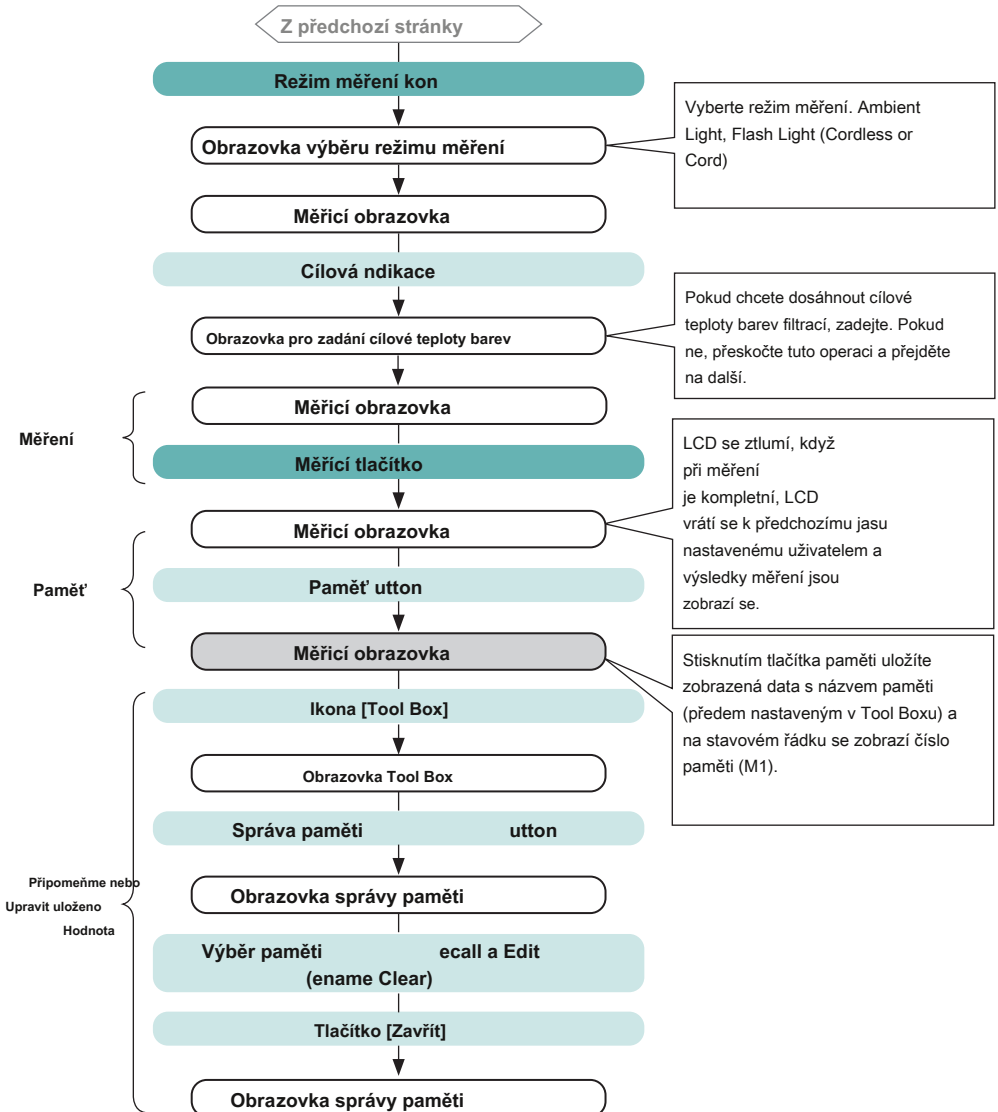 Z předchozí stránky
Režim měření kon
Vyberte režim měření. Ambient
Light, Flash Light (Cordless or
Cord)
Obrazovka výběru režimu měření
Měřicí obrazovka
Cílová ndikace
Pokud chcete dosáhnout cílové
teploty barev filtrací, zadejte. Pokud
ne, přeskočte tuto operaci a přejděte
na další.
Obrazovka pro zadání cílové teploty barev
Měřicí obrazovka
Měření
Měřící tlačítko
LCD se ztlumí, když
při měření
je kompletní, LCD
vrátí se k předchozímu jasu
nastavenému uživatelem a
výsledky měření jsou
zobrazí se.
Měřicí obrazovka
Paměť
Paměť utton
Měřicí obrazovka
Stisknutím tlačítka paměti uložíte
zobrazená data s názvem paměti
(předem nastaveným v Tool Boxu) a
na stavovém řádku se zobrazí číslo
paměti (M1).
Ikona [Tool Box]
Obrazovka Tool Box
Správa paměti utton
Připomeňme nebo
Upravit uloženo
Hodnota
Obrazovka správy paměti
Výběr paměti ecall a Edit
(ename Clear)
Tlačítko [Zavřít]
Obrazovka správy paměti